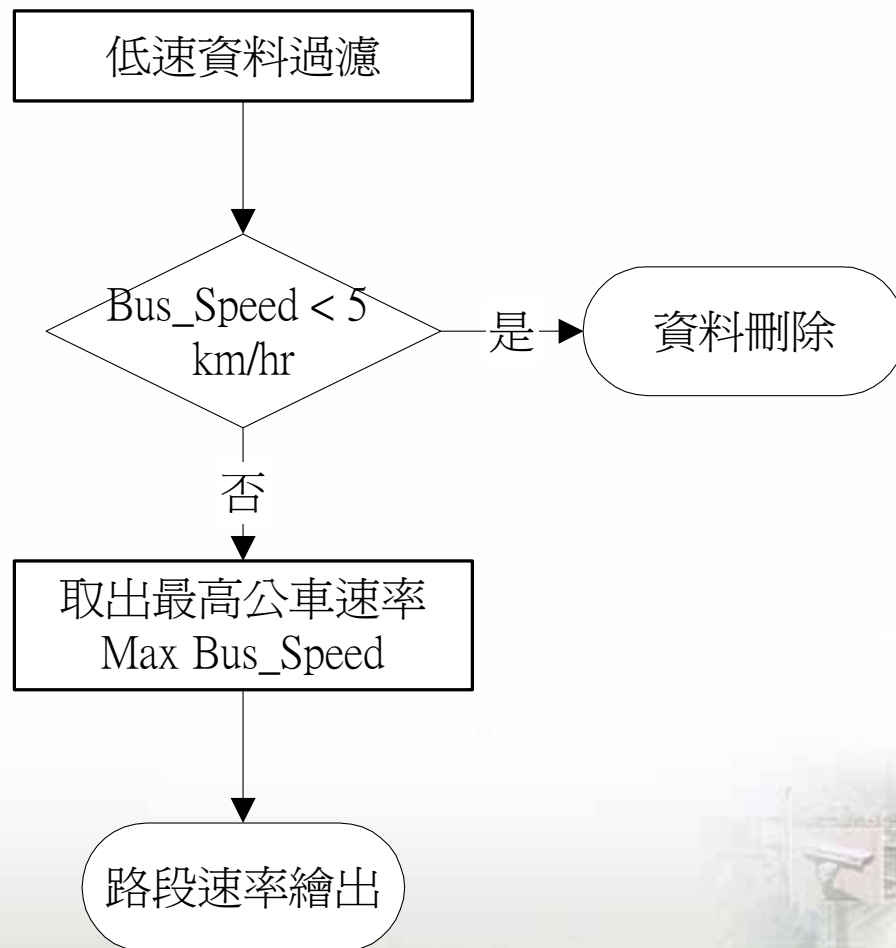 低速資料過濾
Bus_Speed < 5
km/hr
是
資料刪除
否
取出最高公車速率
Max Bus_Speed
路段速率繪出